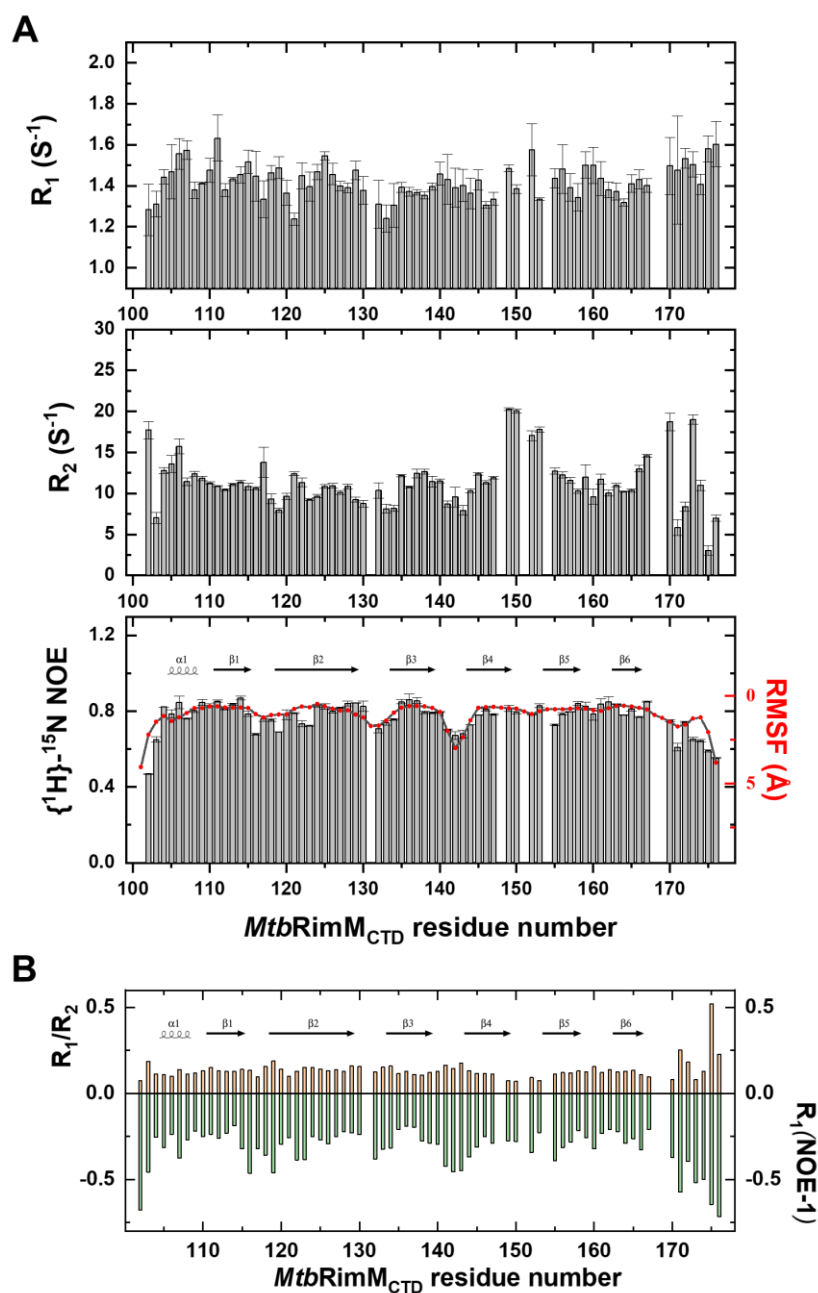 A
R1 (S-1)
2.0
1.8
1.6
1.4
1.2
1.0
100 110 120 130 140 150 160 170
R2 (S-1)
30
25
20
15
10
5
0
100 110 120 130 140 150 160 170
{1H}-15N NOE
1.2
0.8
0.4
0.0
α1 β1 β2 β3 β4 β5 β6
0
5
RMSF (Å)
100 110 120 130 140 150 160 170
MtbRimMCTD residue number
B
R1/R2
0.5
0.0
-0.5
α1 β1 β2 β3 β4 β5 β6
0.5
0.0
-0.5
R1(NOE-1)
110 120 130 140 150 160 170
MtbRimMCTD residue number